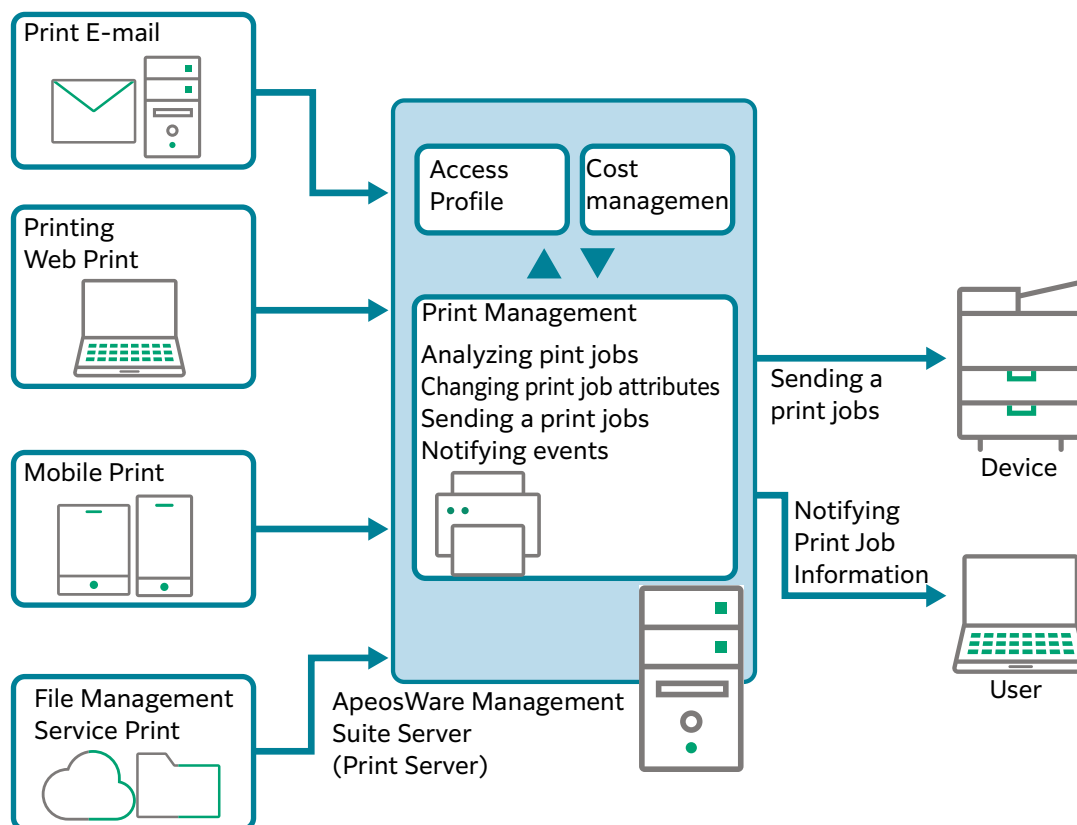 Print E-mail
Printing
Web Print
Mobile Print
File Management
Service Print
Access
Profile
Cost
managemen
Print Management
Analyzing pint jobs
Changing print job attributes
Sending a print jobs
Notifying events
ApeosWare Management
Suite Server
(Print Server)
Sending a
print jobs
Device
Notifying
Print Job
Information
User